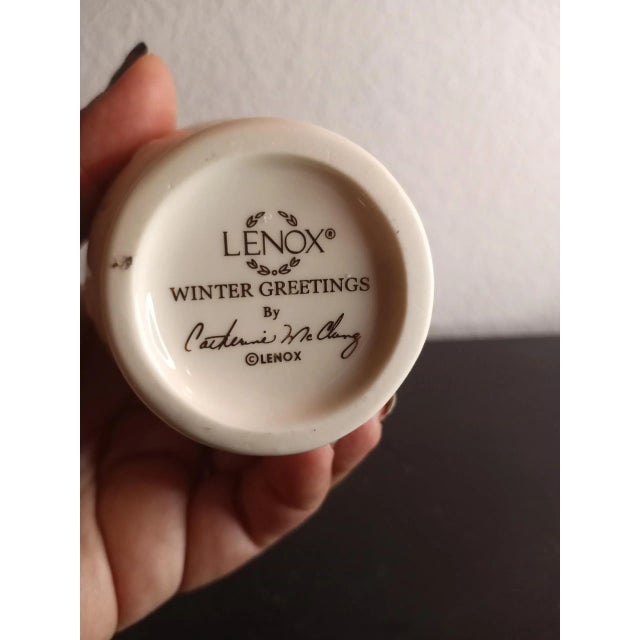 LENOX®
WINTER GREETINGS
By
Catherine McClung
©LENOX